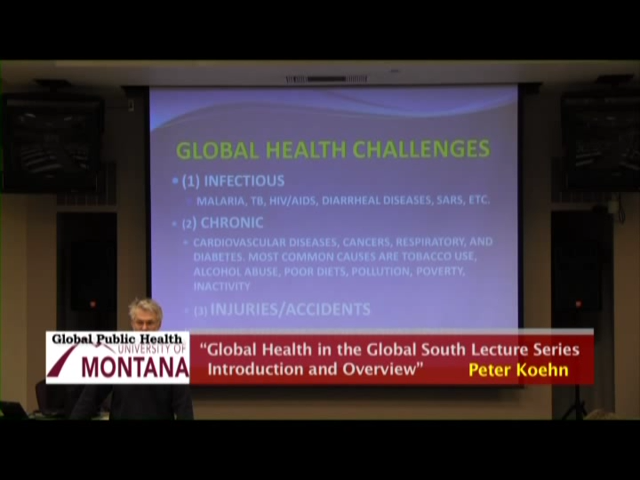 GLOBAL HEALTH CHALLENGES
(1) INFECTIOUS
MALARIA, TB, HIV/AIDS, DIARRHEAL DISEASES, SARS, ETC.
(2) CHRONIC
CARDIOVASCULAR DISEASES, CANCERS, RESPIRATORY, AND
DIABETES. MOST COMMON CAUSES ARE TOBACCO USE,
ALCOHOL ABUSE, POOR DIETS, POLLUTION, POVERTY,
INACTIVITY
(3) INJURIES/ACCIDENTS
Global Public Health
UNIVERSITY OF
MONTANA
“Global Health in the Global South Lecture Series
Introduction and Overview”
Peter Koehn